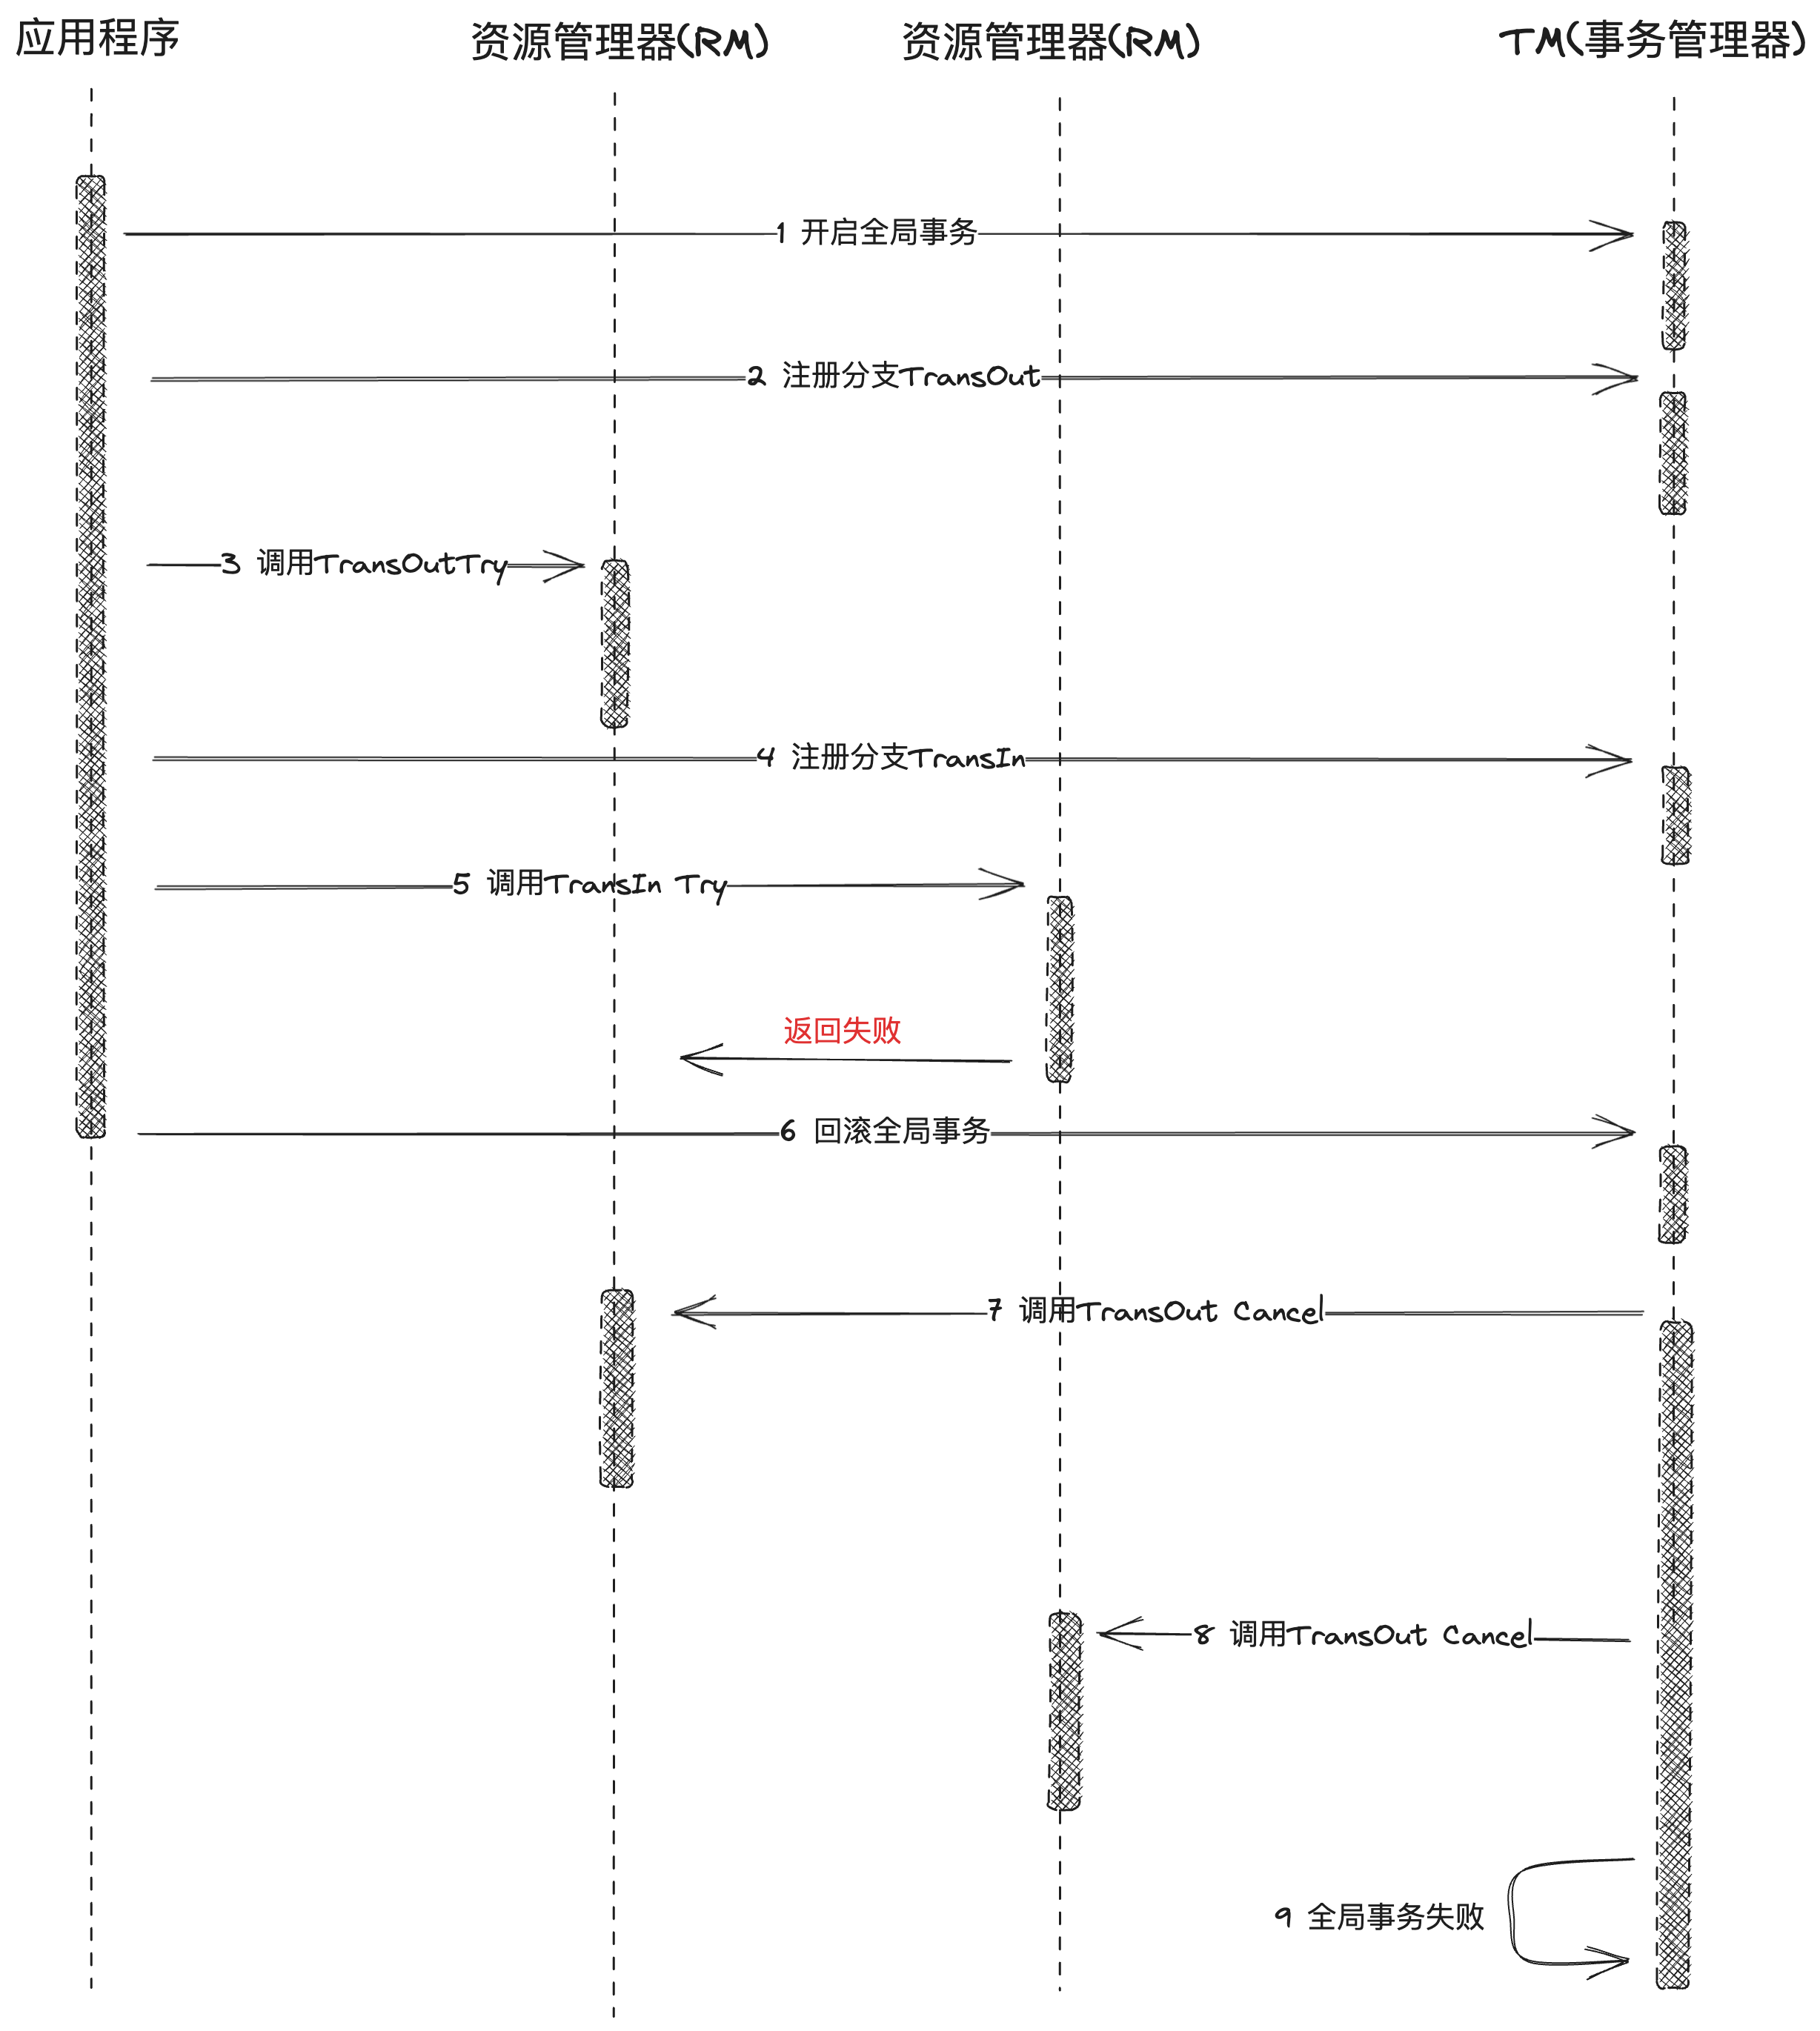 应用程序
资源管理器(RM)
资源管理器(RM)
TM(事务管理器)
1 开启全局事务
2 注册分支TransOut
3 调用TransOutTry
4 注册分支TransIn
5 调用TransIn Try
返回失败
6 回滚全局事务
7 调用TransOut Cancel
8 调用TransOut Cancel
9 全局事务失败